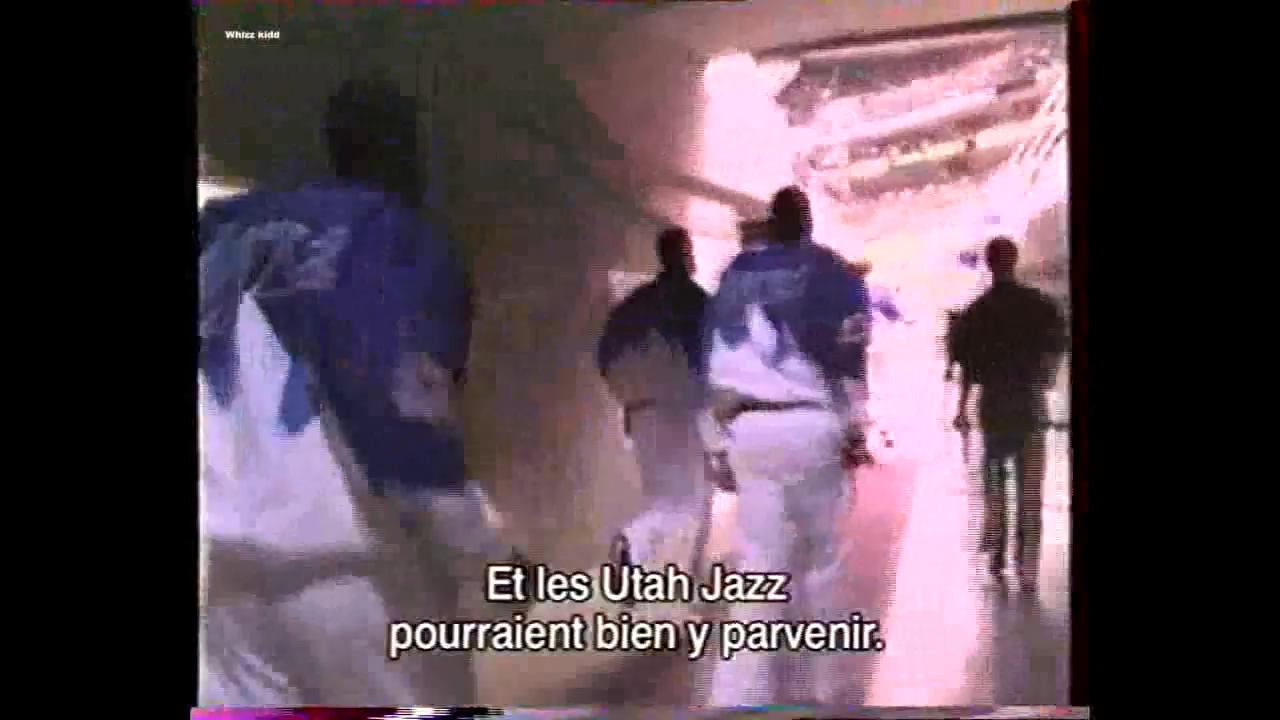 Whizz kidd
Et les Utah Jazz
pourraient bien y parvenir.